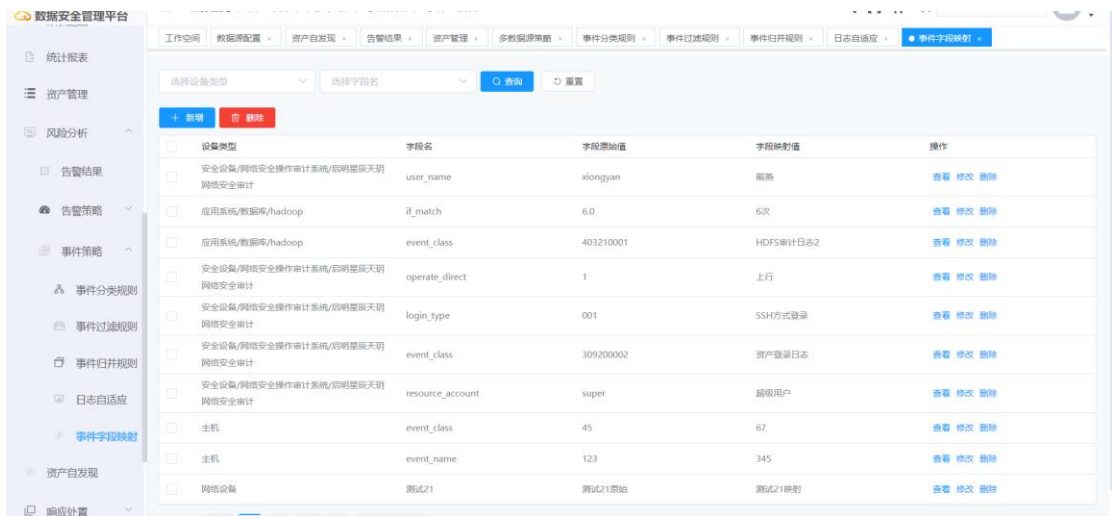 数据安全管理平台
工作空间 数据源配置 × 资产自发现 × 告警结果 × 资产管理 × 多数据源策略 × 事件分类规则 × 事件过滤规则 × 事件归并规则 × 日志自适应 × 事件字段映射 ×
统计报表
资产管理
风险分析
告警结果
告警策略
事件策略
事件分类规则
事件过滤规则
事件归并规则
日志自适应
事件字段映射
资产自发现
响应处置
选择设备类型 选择字段名 查询 重置
+ 新增 删除
设备类型 字段名 字段原始值 字段映射值 操作
安全设备/网络安全操作审计系统/启明星辰天玥
网络安全审计 user_name xiongyan 查看 修改 删除
应用系统/数据库/hadoop if_match 6.0 6次 查看 修改 删除
应用系统/数据库/hadoop event_class 403210001 HDFS审计日志2 查看 修改 删除
安全设备/网络安全操作审计系统/启明星辰天玥
网络安全审计 operate_direct 1 上行 查看 修改 删除
安全设备/网络安全操作审计系统/启明星辰天玥
网络安全审计 login_type 001 SSH方式登录 查看 修改 删除
安全设备/网络安全操作审计系统/启明星辰天玥
网络安全审计 event_class 309200002 资产登录日志 查看 修改 删除
安全设备/网络安全操作审计系统/启明星辰天玥
网络安全审计 resource_account super 超级用户 查看 修改 删除
主机 event_class 45 67 查看 修改 删除
主机 event_name 123 345 查看 修改 删除
网络设备 测试21 测试21原始 测试21映射 查看 修改 删除